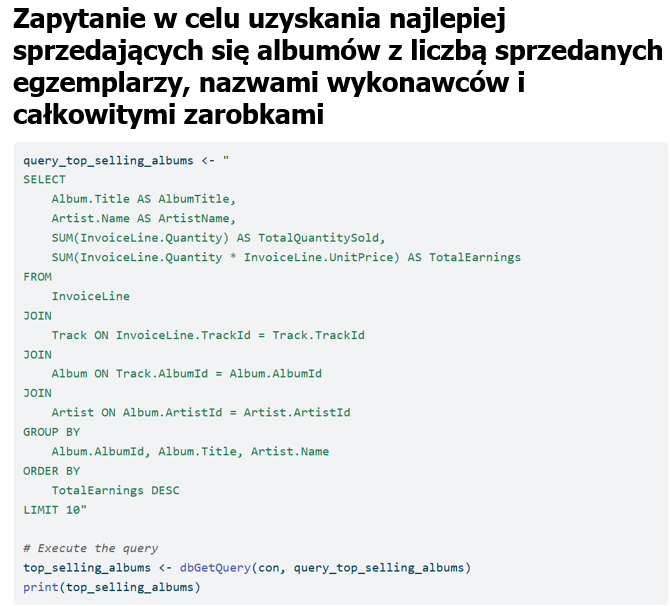 Zapytanie w celu uzyskania najlepiej
sprzedających się albumów z liczbą sprzedanych
egzemplarzy, nazwami wykonawców i
całkowitymi zarobkami
query_top_selling_albums <- "
SELECT
    Album.Title AS AlbumTitle,
    Artist.Name AS ArtistName,
    SUM(InvoiceLine.Quantity) AS TotalQuantitySold,
    SUM(InvoiceLine.Quantity * InvoiceLine.UnitPrice) AS TotalEarnings
FROM
    InvoiceLine
JOIN
    Track ON InvoiceLine.TrackId = Track.TrackId
JOIN
    Album ON Track.AlbumId = Album.AlbumId
JOIN
    Artist ON Album.ArtistId = Artist.ArtistId
GROUP BY
    Album.AlbumId, Album.Title, Artist.Name
ORDER BY
    TotalEarnings DESC
LIMIT 10"
# Execute the query
top_selling_albums <- dbGetQuery(con, query_top_selling_albums)
print(top_selling_albums)